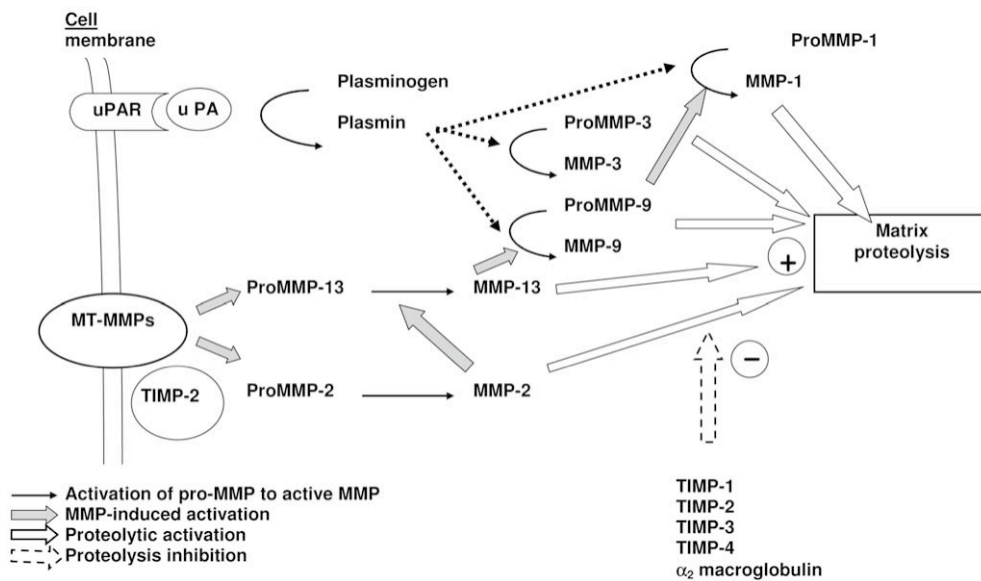 Cell
membrane
uPAR
u PA
Plasminogen
Plasmin
ProMMP-1
MMP-1
ProMMP-3
MMP-3
ProMMP-9
MMP-9
Matrix
proteolysis
+
ProMMP-13
MMP-13
MT-MMPs
TIMP-2
ProMMP-2
MMP-2
−
Activation of pro-MMP to active MMP
MMP-induced activation
Proteolytic activation
Proteolysis inhibition
TIMP-1
TIMP-2
TIMP-3
TIMP-4
α₂ macroglobulin